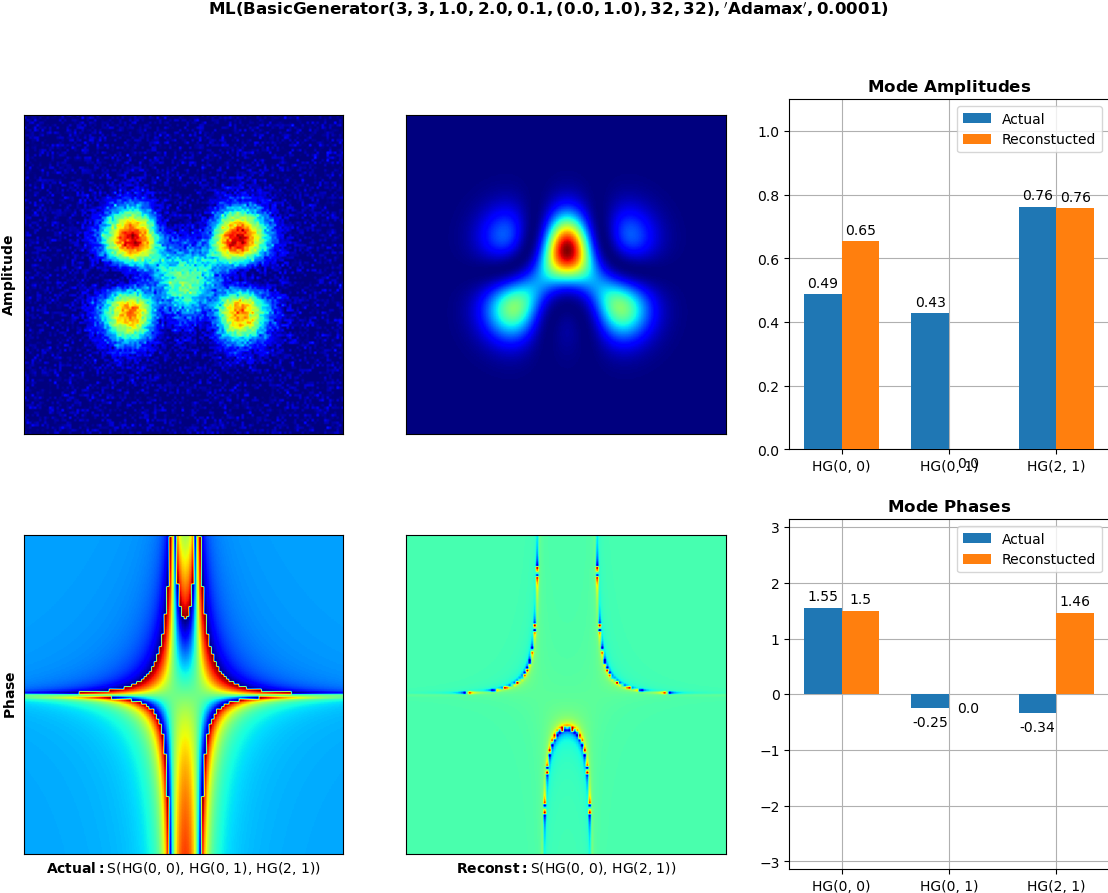 ML(BasicGenerator(3, 3, 1.0, 2.0, 0.1, (0.0, 1.0), 32, 32), 'Adamax', 0.0001)
Amplitude
Mode Amplitudes
Actual
Reconstucted
1.0
0.8
0.6
0.4
0.2
0.0
0.49
0.65
0.43
0.0
0.76
0.76
HG(0, 0)
HG(0, 1)
HG(2, 1)
Phase
Actual: S(HG(0, 0), HG(0, 1), HG(2, 1))
Reconst: S(HG(0, 0), HG(2, 1))
Mode Phases
Actual
Reconstucted
3
2
1
0
−1
−2
−3
1.55
1.5
-0.25
0.0
-0.34
1.46
HG(0, 0)
HG(0, 1)
HG(2, 1)